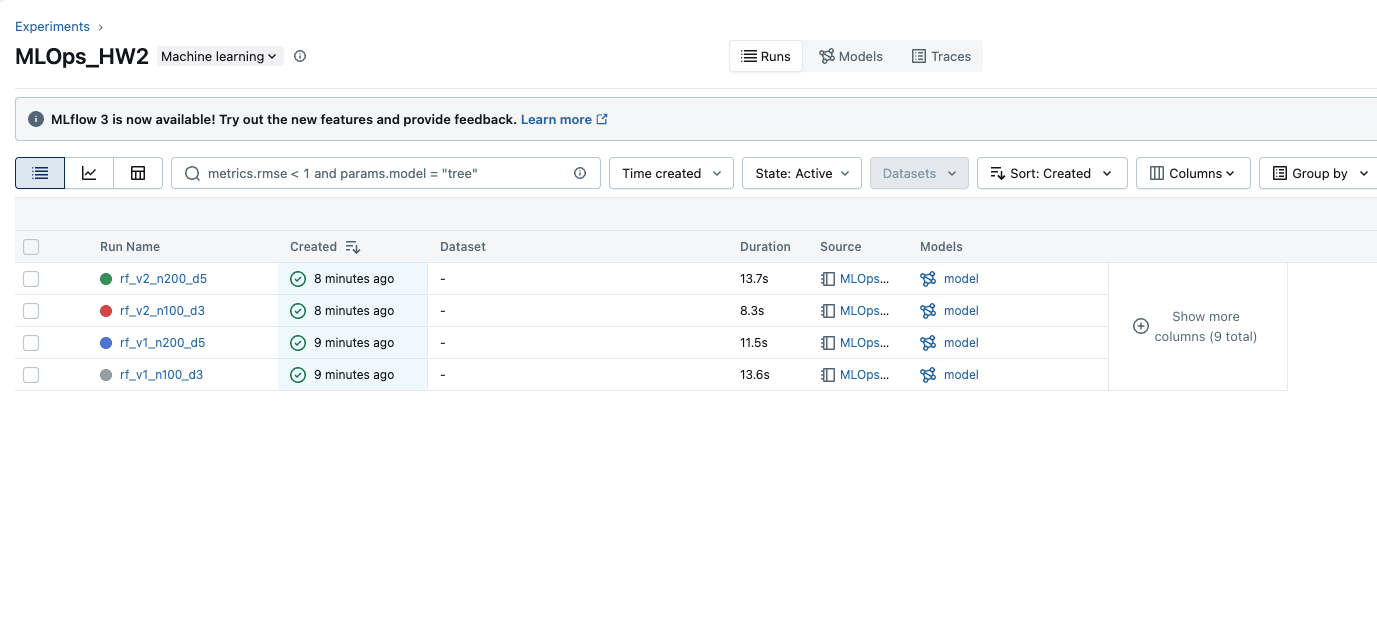 Experiments ›
MLOps_HW2 Machine learning
Runs Models Traces
MLflow 3 is now available! Try out the new features and provide feedback. Learn more
metrics.rmse < 1 and params.model = "tree" Time created State: Active Datasets Sort: Created Columns Group by
Run Name Created Dataset Duration Source Models
rf_v2_n200_d5 8 minutes ago - 13.7s MLOps... model
rf_v2_n100_d3 8 minutes ago - 8.3s MLOps... model
rf_v1_n200_d5 9 minutes ago - 11.5s MLOps... model
rf_v1_n100_d3 9 minutes ago - 13.6s MLOps... model
Show more
columns (9 total)